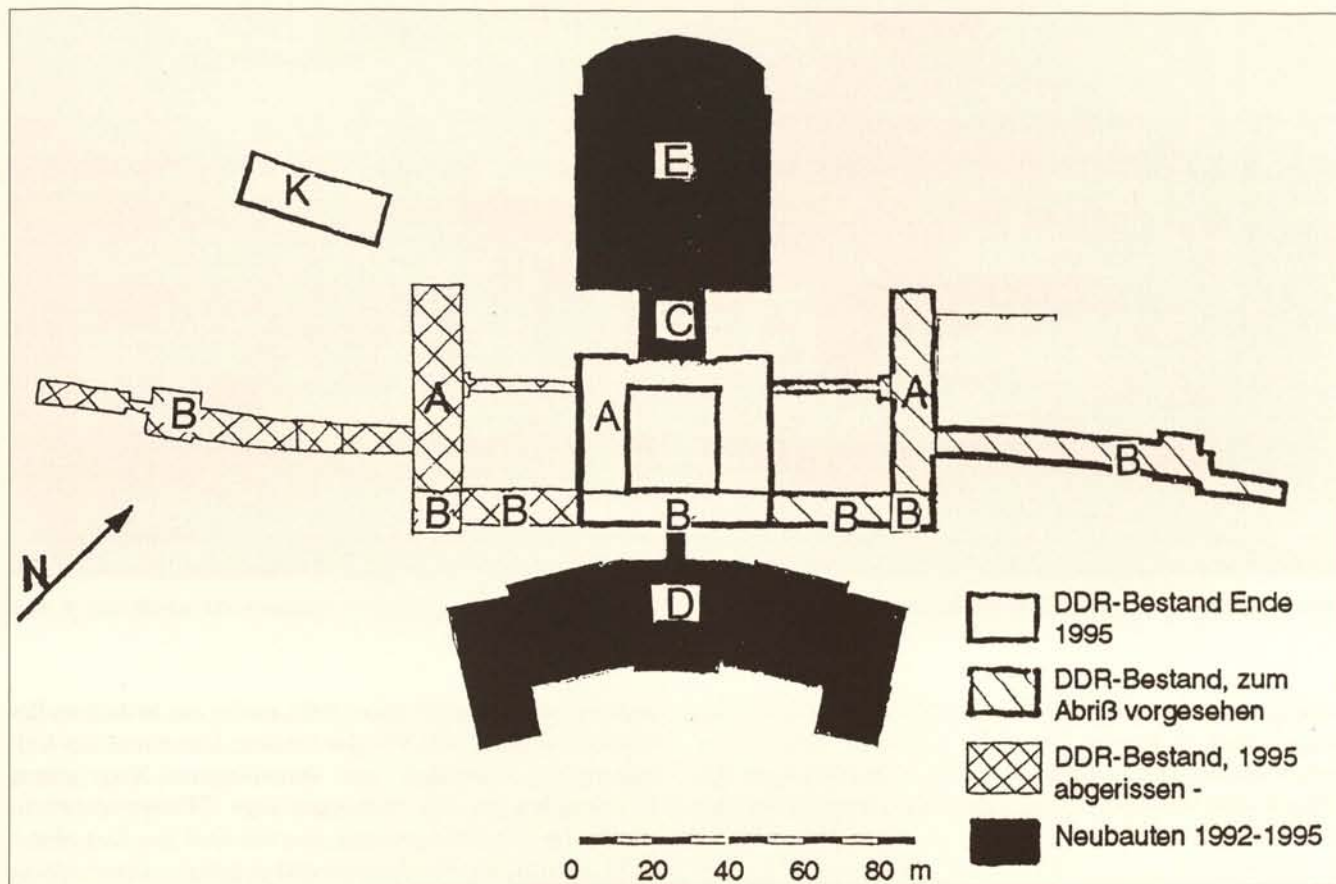 E
K
C
A
A
A
B
B
B
B
B
B
B
N
D
DDR-Bestand Ende
1995
DDR-Bestand, zum
Abriß vorgesehen
DDR-Bestand, 1995
abgerissen -
Neubauten 1992-1995
0 20 40 60 80 m